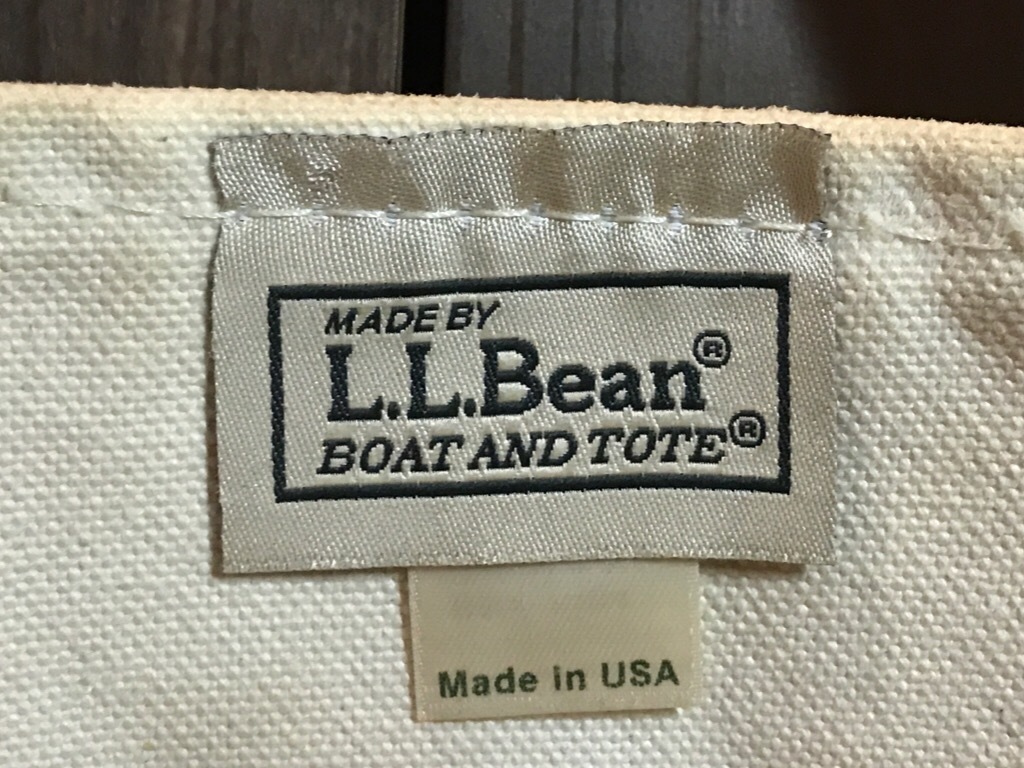 MADE BY
L.L.Bean®
BOAT AND TOTE®
Made in USA